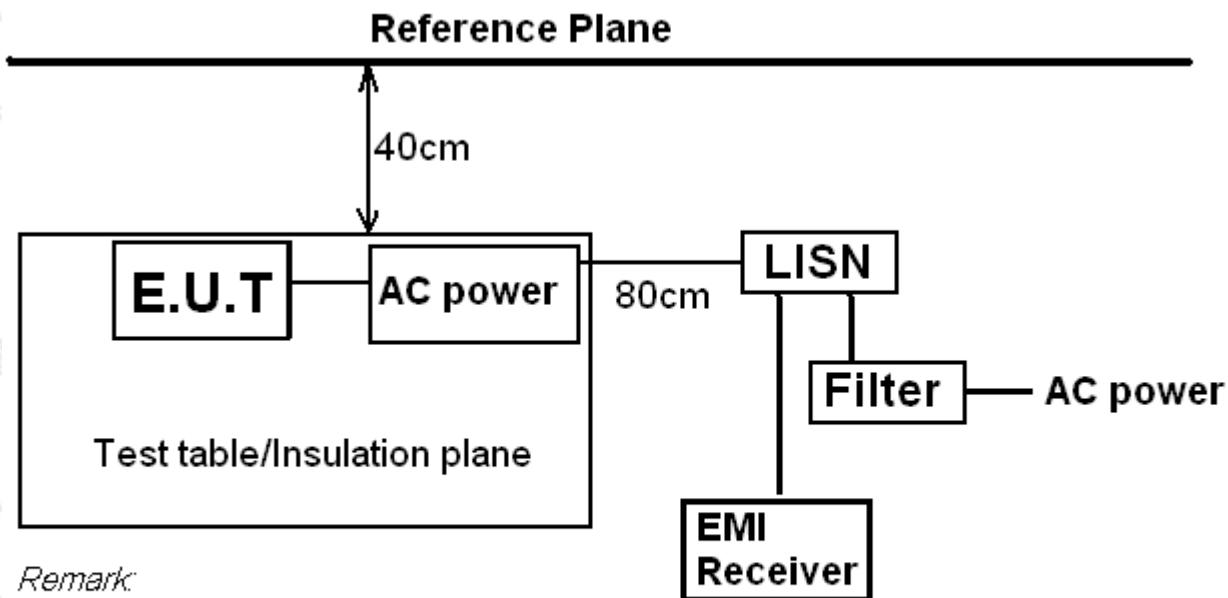 Reference Plane
40cm
E.U.T
AC power
80cm
LISN
Filter
AC power
Test table/Insulation plane
EMI
Receiver
Remark: